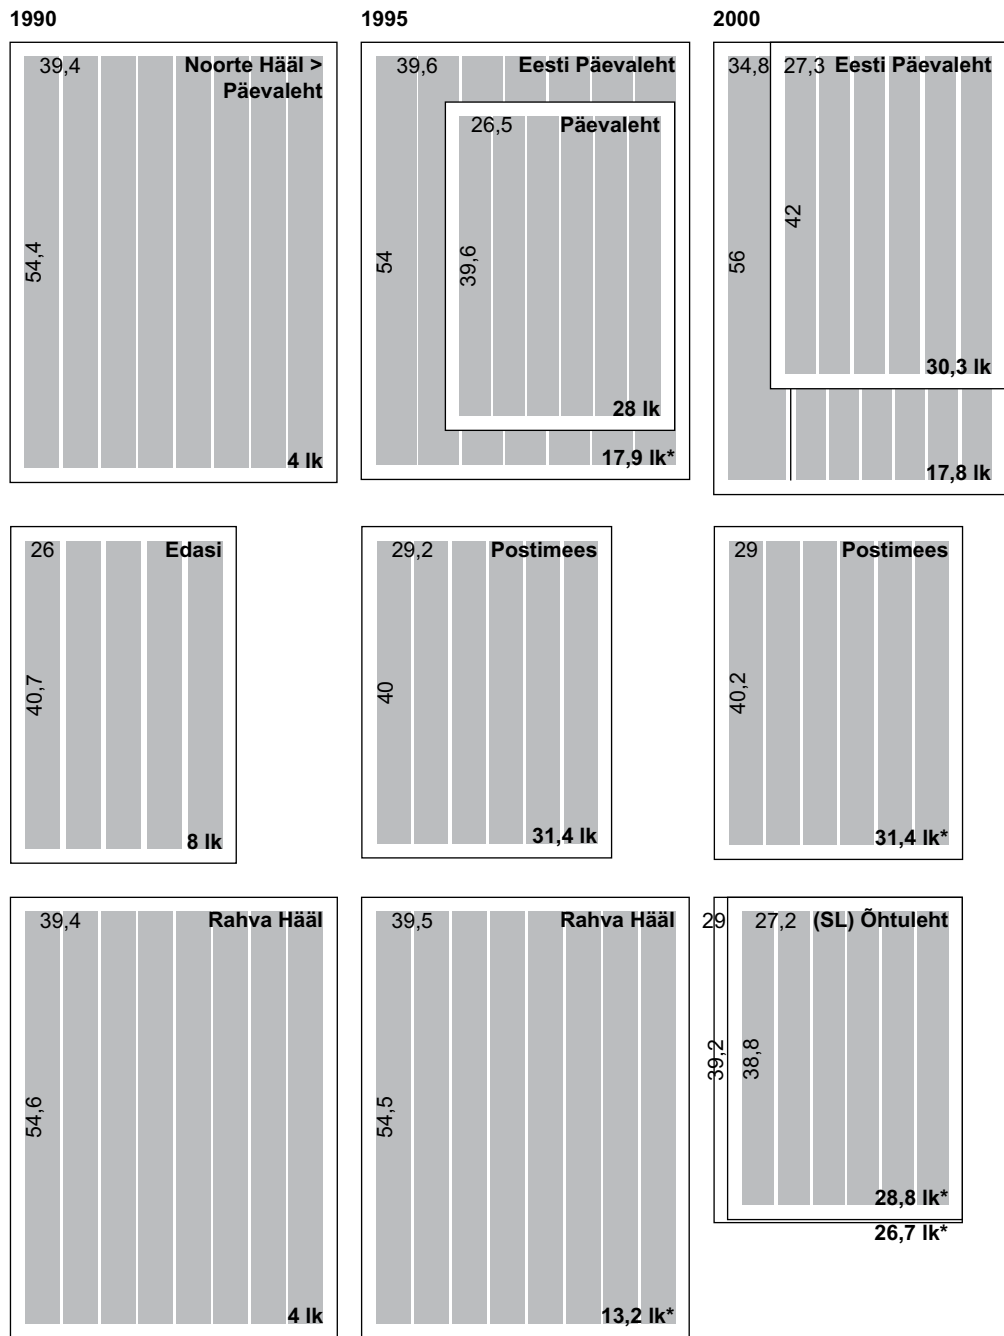 1990
1995
2000
39,4
Noorte Hääl >
Päevaleht
54,4
4 lk
39,6
Eesti Päevaleht
26,5
Päevaleht
54
39,6
28 lk
17,9 lk*
34,8
27,3
Eesti Päevaleht
42
56
30,3 lk
17,8 lk
26
Edasi
40,7
8 lk
29,2
Postimees
40
31,4 lk
29
Postimees
40,2
31,4 lk*
39,4
Rahva Hääl
54,6
4 lk
39,5
Rahva Hääl
54,5
13,2 lk*
29
27,2
(SL) Õhtuleht
39,2
38,8
28,8 lk*
26,7 lk*